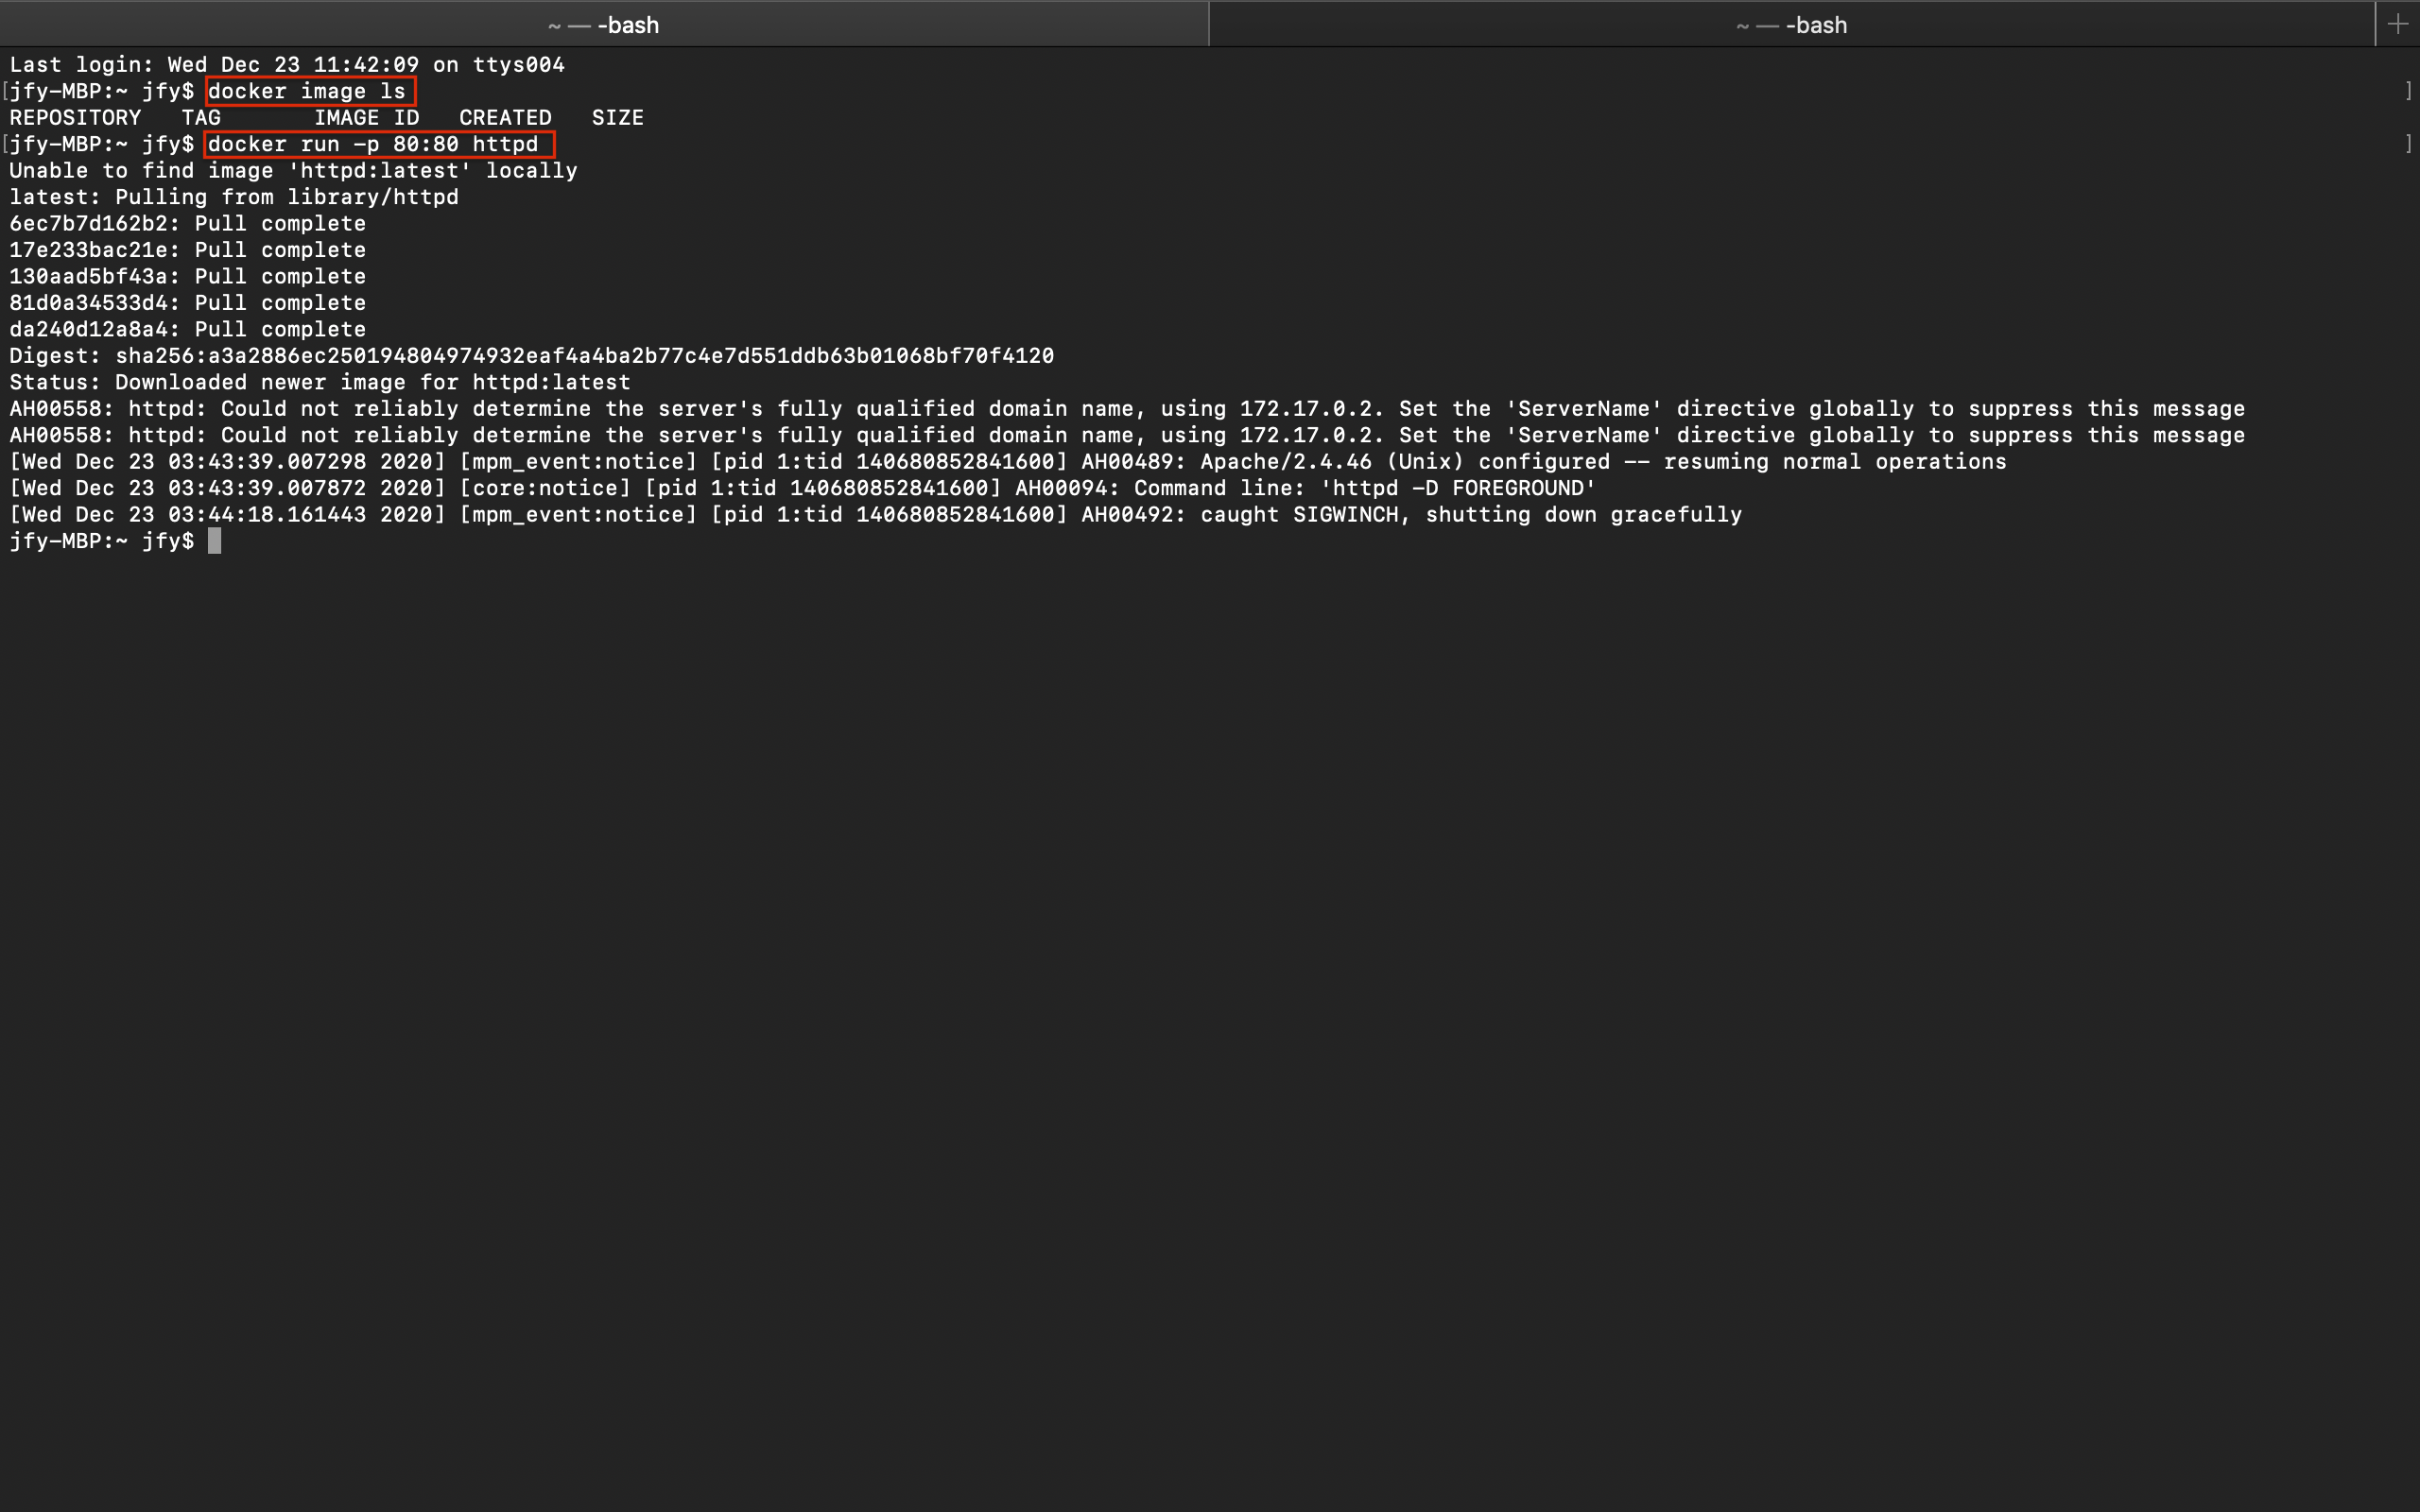 ~ — -bash
~ — -bash
Last login: Wed Dec 23 11:42:09 on ttys004
[jfy-MBP:~ jfy$ docker image ls ]
REPOSITORY   TAG       IMAGE ID   CREATED   SIZE
[jfy-MBP:~ jfy$ docker run -p 80:80 httpd ]
Unable to find image 'httpd:latest' locally
latest: Pulling from library/httpd
6ec7b7d162b2: Pull complete
17e233bac21e: Pull complete
130aad5bf43a: Pull complete
81d0a34533d4: Pull complete
da240d12a8a4: Pull complete
Digest: sha256:a3a2886ec250194804974932eaf4a4ba2b77c4e7d551ddb63b01068bf70f4120
Status: Downloaded newer image for httpd:latest
AH00558: httpd: Could not reliably determine the server's fully qualified domain name, using 172.17.0.2. Set the 'ServerName' directive globally to suppress this message
AH00558: httpd: Could not reliably determine the server's fully qualified domain name, using 172.17.0.2. Set the 'ServerName' directive globally to suppress this message
[Wed Dec 23 03:43:39.007298 2020] [mpm_event:notice] [pid 1:tid 140680852841600] AH00489: Apache/2.4.46 (Unix) configured -- resuming normal operations
[Wed Dec 23 03:43:39.007872 2020] [core:notice] [pid 1:tid 140680852841600] AH00094: Command line: 'httpd -D FOREGROUND'
[Wed Dec 23 03:44:18.161443 2020] [mpm_event:notice] [pid 1:tid 140680852841600] AH00492: caught SIGWINCH, shutting down gracefully
jfy-MBP:~ jfy$